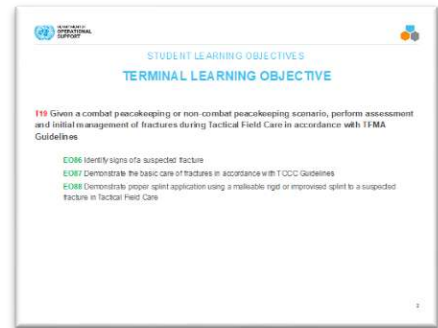 DEPARTMENT OF
OPERATIONAL
SUPPORT
STUDENT LEARNING OBJECTIVES
TERMINAL LEARNING OBJECTIVE
T19 Given a combat peacekeeping or non-combat peacekeeping scenario, perform assessment
and initial management of fractures during Tactical Field Care in accordance with TFMA
Guidelines
EO86 Identify signs of a suspected fracture
EO87 Demonstrate the basic care of fractures in accordance with TCCC Guidelines
EO88 Demonstrate proper splint application using a malleable rigid or improvised splint to a suspected
fracture in Tactical Field Care
2